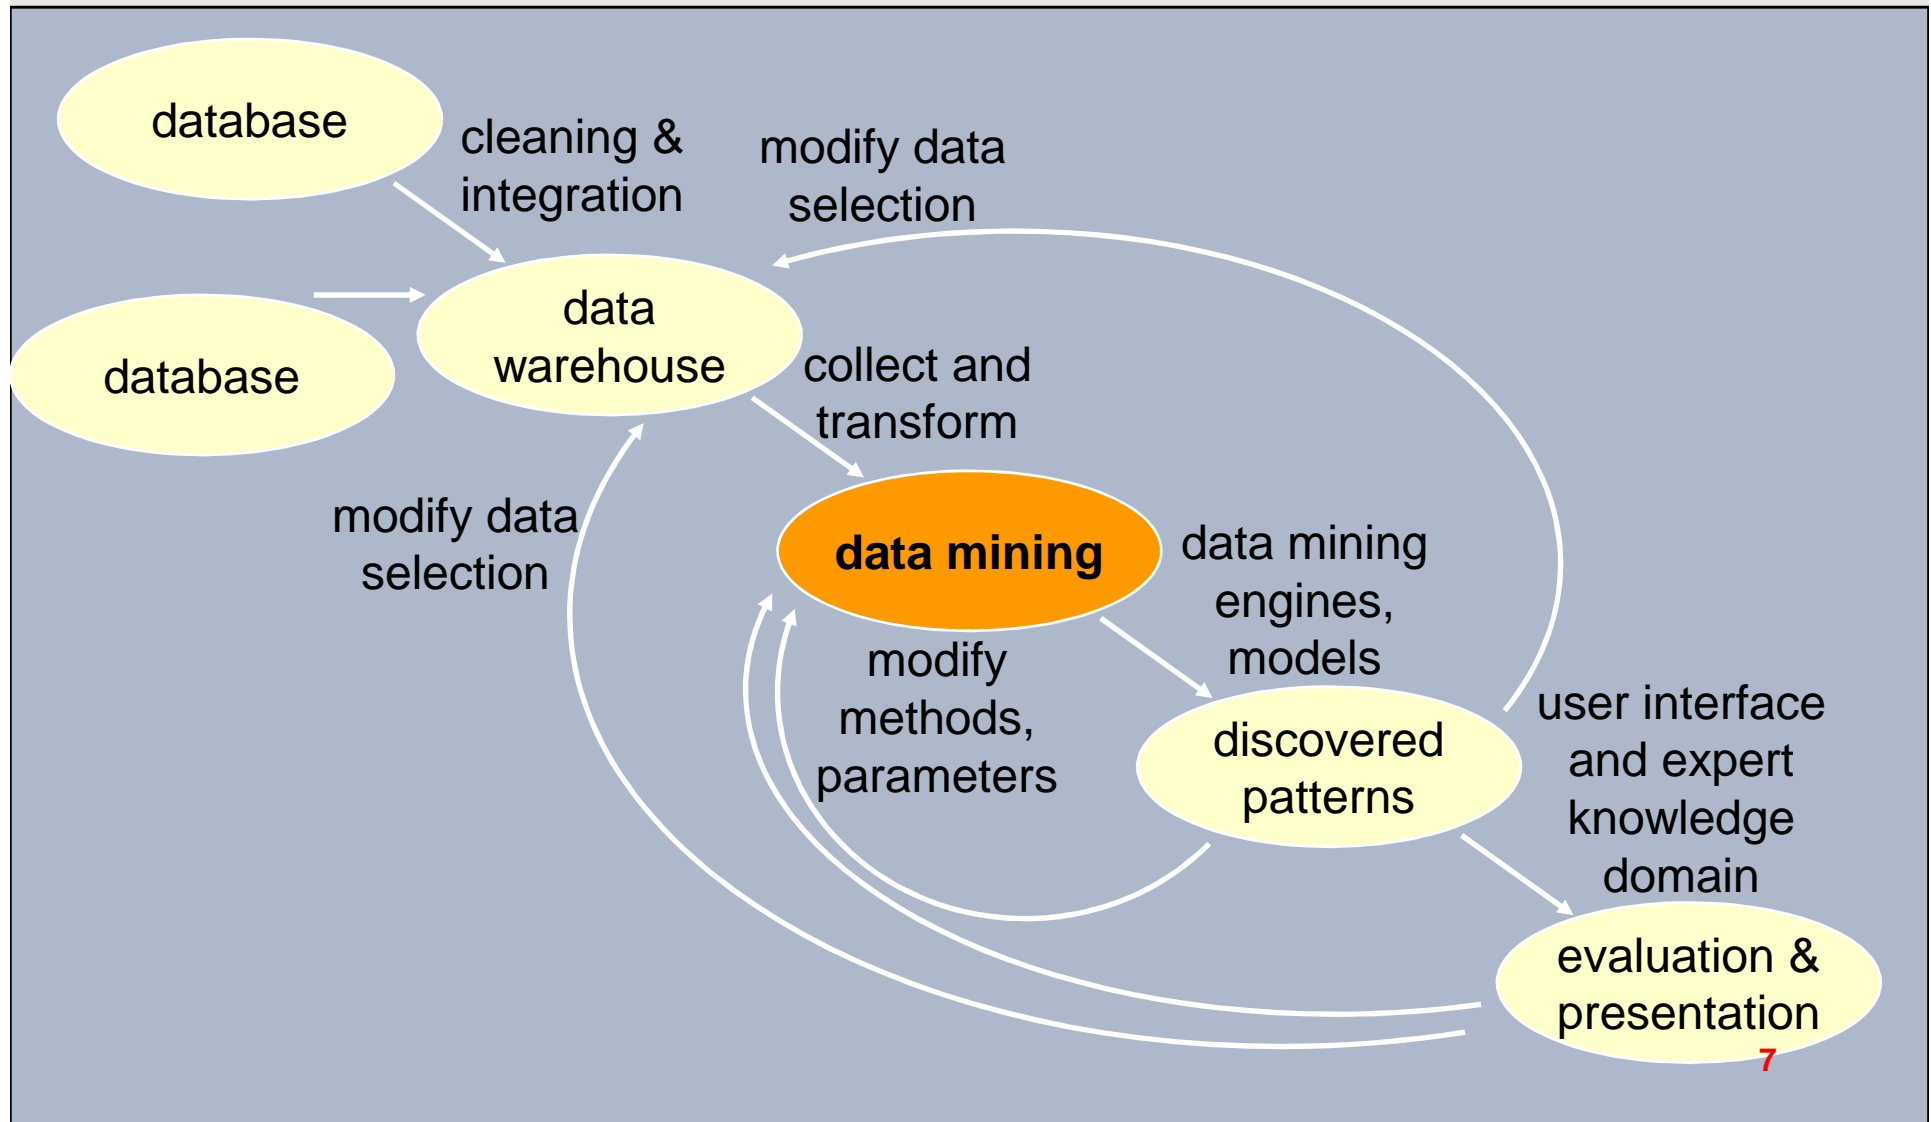 database
cleaning &
integration
modify data
selection
database
data
warehouse
collect and
transform
modify data
selection
data mining
data mining
engines,
models
modify
methods,
parameters
discovered
patterns
user interface
and expert
knowledge
domain
evaluation &
presentation
7